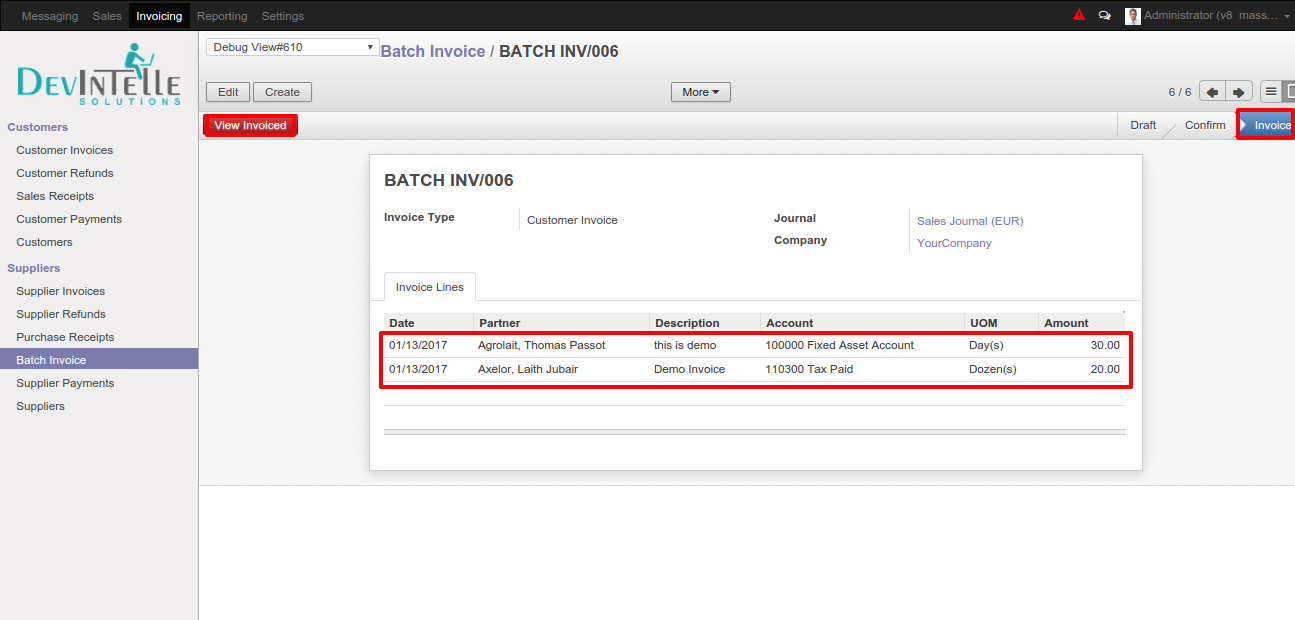 Messaging Sales Invoicing Reporting Settings Administrator (v8_mass...
Debug View#610 Batch Invoice / BATCH INV/006
DEVINTELLE
SOLUTIONS
Edit Create More 6 / 6
View Invoiced Draft Confirm Invoice
Customers
Customer Invoices
Customer Refunds
Sales Receipts
Customer Payments
Customers
Suppliers
Supplier Invoices
Supplier Refunds
Purchase Receipts
Batch Invoice
Supplier Payments
Suppliers
BATCH INV/006
Invoice Type Customer Invoice Journal Sales Journal (EUR)
Company YourCompany
Invoice Lines
Date Partner Description Account UOM Amount
01/13/2017 Agrolait, Thomas Passot this is demo 100000 Fixed Asset Account Day(s) 30.00
01/13/2017 Axelor, Laith Jubair Demo Invoice 110300 Tax Paid Dozen(s) 20.00